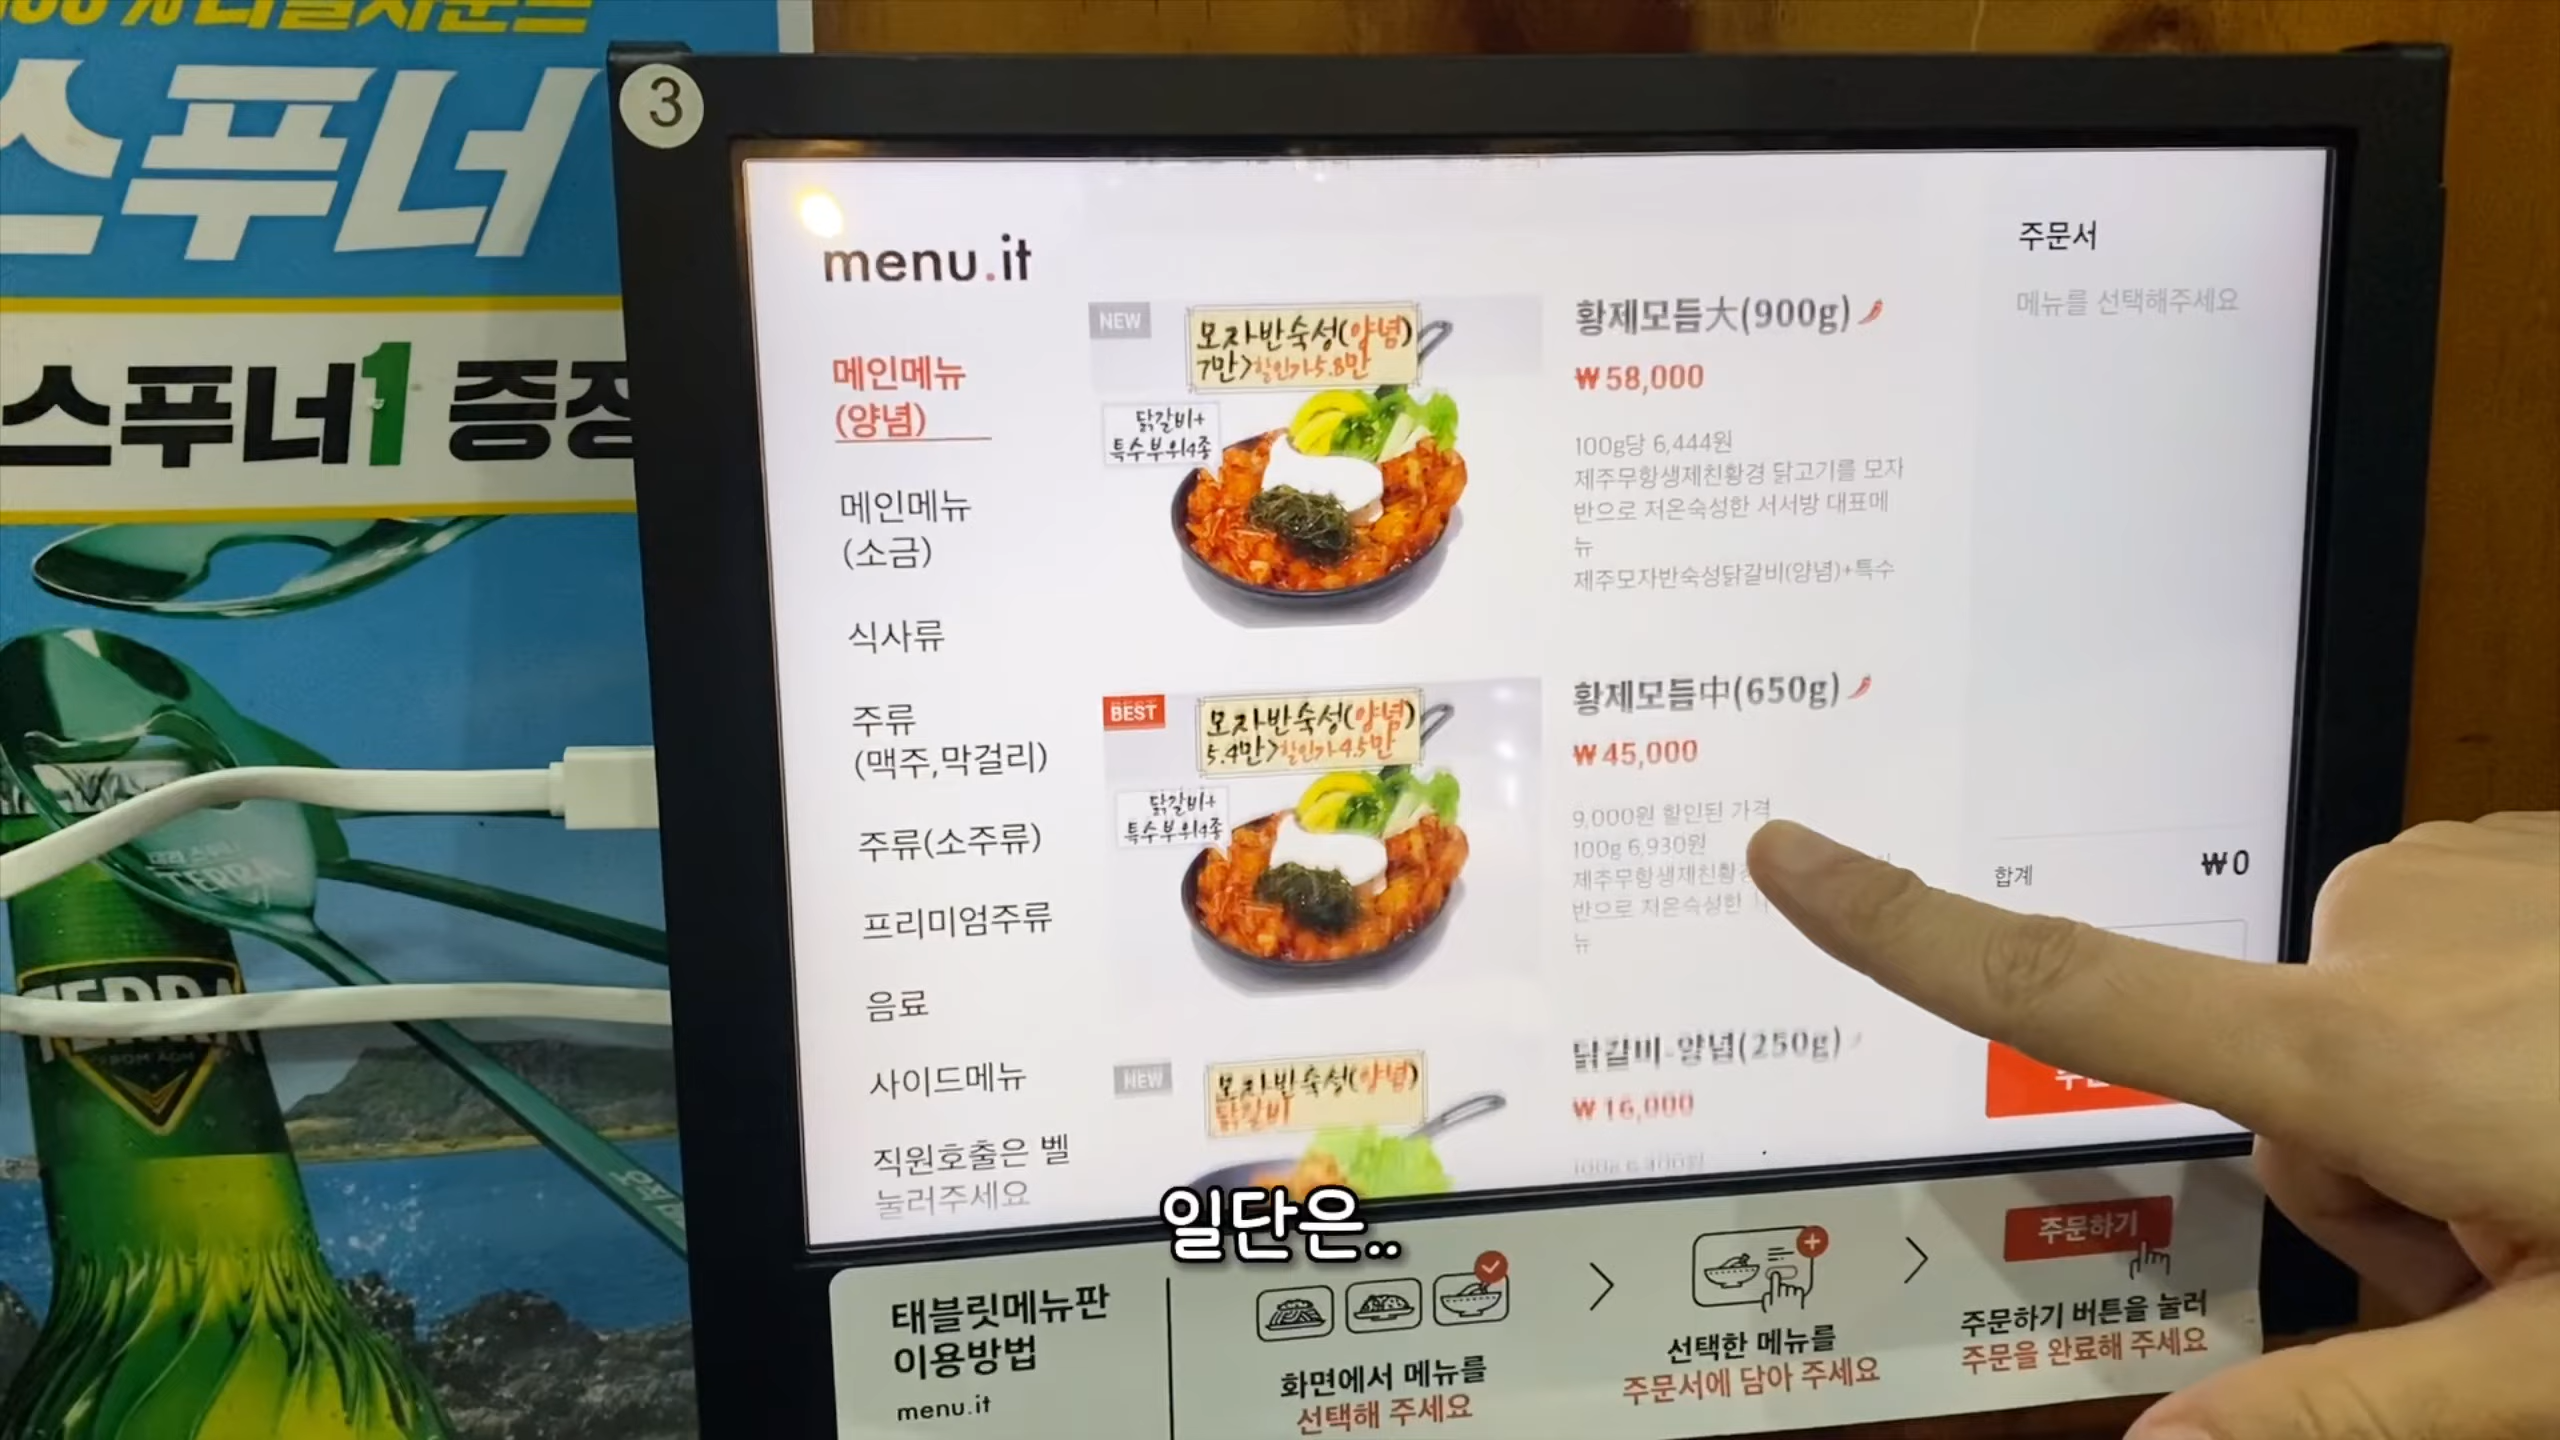 스푸너
스푸너1 증정
TERRA
TERRA
3
menu.it
메인메뉴
(양념)
메인메뉴
(소금)
식사류
주류
(맥주,막걸리)
주류(소주류)
프리미엄주류
음료
사이드메뉴
직원호출은 벨
눌러주세요
NEW
모자반숙성(양념)
7만>할인가5.8만
닭갈비+
특수부위4종
황제모듬大(900g)
₩58,000
100g당 6,444원
제주무항생제친황경 닭고기를 모자
반으로 저온숙성한 서서방 대표메
뉴
제주모자반숙성닭갈비(양념)+특수
BEST
모자반숙성(양념)
5.4만>할인가4.5만
닭갈비+
특수부위4종
황제모듬中(650g)
₩45,000
9,000원 할인된 가격
100g 6,930원
제주무항생제친황경
반으로 저온숙성한
뉴
NEW
모자반숙성(양념)
닭갈비
닭갈비-양념(250g)
₩16,000
주문서
메뉴를 선택해주세요
합계
₩0
일단은..
태블릿메뉴판
이용방법
menu.it
화면에서 메뉴를
선택해 주세요
선택한 메뉴를
주문서에 담아 주세요
주문하기
주문하기 버튼을 눌러
주문을 완료해 주세요